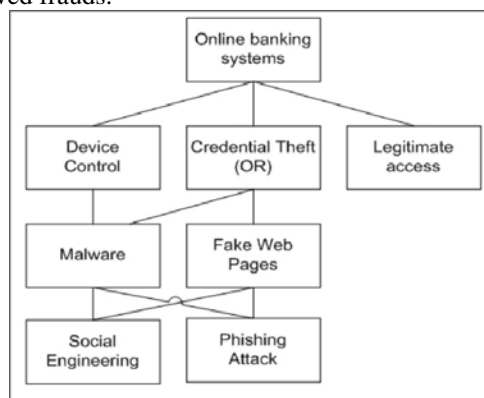 ved frauds.
Online banking
systems
Device
Control
Credential Theft
(OR)
Legitimate
access
Malware
Fake Web
Pages
Social
Engineering
Phishing
Attack